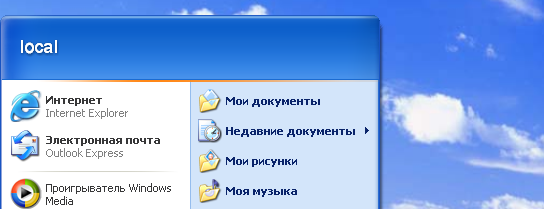 local
Интернет
Internet Explorer
Электронная почта
Outlook Express
Проигрыватель Windows
Media
Мои документы
Недавние документы
Мои рисунки
Моя музыка